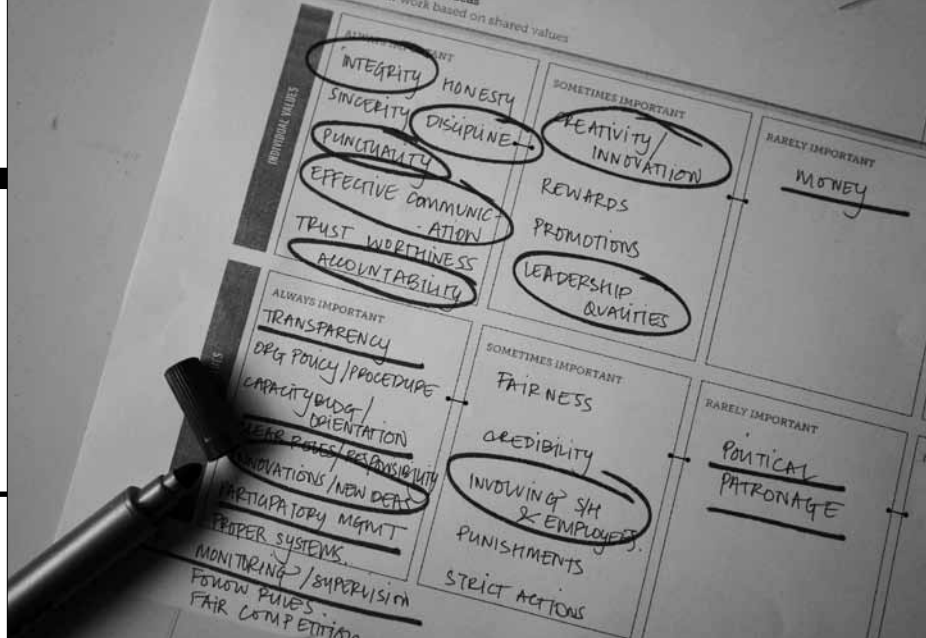 work based on shared values
INDIVIDUAL VALUES
ALWAYS IMPORTANT
INTEGRITY
HONESTY
SINCERITY
DISCIPLINE
PUNCTUALITY
EFFECTIVE COMMUNIC-
ATION
TRUST WORTHINESS
ACCOUNTABILITY
SOMETIMES IMPORTANT
CREATIVITY/
INNOVATION
REWARDS
PROMOTIONS
LEADERSHIP
QUALITIES
RARELY IMPORTANT
MONEY
ALWAYS IMPORTANT
TRANSPARENCY
ORG POLICY/PROCEDURE
CAPACITY BLDG/
ORIENTATION
CLEAR ROLES/RESPONSIBILITY
INNOVATIONS/NEW IDEAS
PARTICIPATORY MGMT
PROPER SYSTEMS.
MONITORING/SUPERVISION
FOLLOW RULES.
FAIR COMPETITION
SOMETIMES IMPORTANT
FAIRNESS
CREDIBILITY
INVOLVING S/H
& EMPLOYEES.
PUNISHMENTS
STRICT ACTIONS
RARELY IMPORTANT
POLITICAL
PATRONAGE